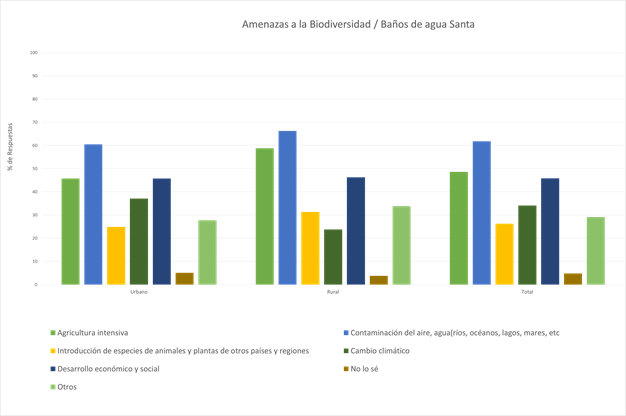 Amenazas a la Biodiversidad / Baños de agua Santa
100
90
80
70
60
50
40
30
20
10
0
% de Respuestas
Urbano
Rural
Total
Agricultura intensiva
Contaminación del aire, agua(ríos, océanos, lagos, mares, etc
Introducción de especies de animales y plantas de otros países y regiones
Cambio climático
Desarrollo económico y social
No lo sé
Otros